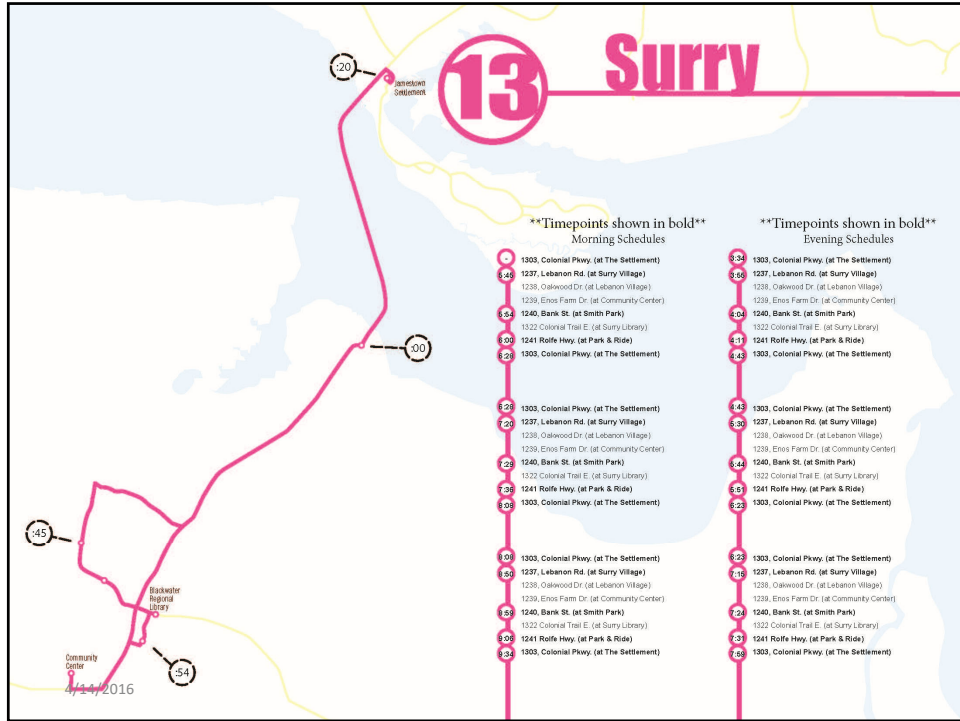 13
Surry
:20
Jamestown
Settlement
:00
:45
Blackwater
Regional
Library
:54
Community
Center
4/14/2016
**Timepoints shown in bold**
Morning Schedules
- 1303, Colonial Pkwy. (at The Settlement)
5:45 1237, Lebanon Rd. (at Surry Village)
1238, Oakwood Dr. (at Lebanon Village)
1239, Enos Farm Dr. (at Community Center)
5:54 1240, Bank St. (at Smith Park)
1322 Colonial Trail E. (at Surry Library)
6:00 1241 Rolfe Hwy. (at Park & Ride)
6:28 1303, Colonial Pkwy. (at The Settlement)
6:28 1303, Colonial Pkwy. (at The Settlement)
7:20 1237, Lebanon Rd. (at Surry Village)
1238, Oakwood Dr. (at Lebanon Village)
1239, Enos Farm Dr. (at Community Center)
7:29 1240, Bank St. (at Smith Park)
1322 Colonial Trail E. (at Surry Library)
7:36 1241 Rolfe Hwy. (at Park & Ride)
8:08 1303, Colonial Pkwy. (at The Settlement)
8:08 1303, Colonial Pkwy. (at The Settlement)
8:50 1237, Lebanon Rd. (at Surry Village)
1238, Oakwood Dr. (at Lebanon Village)
1239, Enos Farm Dr. (at Community Center)
8:59 1240, Bank St. (at Smith Park)
1322 Colonial Trail E. (at Surry Library)
9:06 1241 Rolfe Hwy. (at Park & Ride)
9:34 1303, Colonial Pkwy. (at The Settlement)
**Timepoints shown in bold**
Evening Schedules
3:34 1303, Colonial Pkwy. (at The Settlement)
3:55 1237, Lebanon Rd. (at Surry Village)
1238, Oakwood Dr. (at Lebanon Village)
1239, Enos Farm Dr. (at Community Center)
4:04 1240, Bank St. (at Smith Park)
1322 Colonial Trail E. (at Surry Library)
4:11 1241 Rolfe Hwy. (at Park & Ride)
4:43 1303, Colonial Pkwy. (at The Settlement)
4:43 1303, Colonial Pkwy. (at The Settlement)
5:30 1237, Lebanon Rd. (at Surry Village)
1238, Oakwood Dr. (at Lebanon Village)
1239, Enos Farm Dr. (at Community Center)
5:44 1240, Bank St. (at Smith Park)
1322 Colonial Trail E. (at Surry Library)
5:51 1241 Rolfe Hwy. (at Park & Ride)
6:23 1303, Colonial Pkwy. (at The Settlement)
6:23 1303, Colonial Pkwy. (at The Settlement)
7:15 1237, Lebanon Rd. (at Surry Village)
1238, Oakwood Dr. (at Lebanon Village)
1239, Enos Farm Dr. (at Community Center)
7:24 1240, Bank St. (at Smith Park)
1322 Colonial Trail E. (at Surry Library)
7:31 1241 Rolfe Hwy. (at Park & Ride)
7:59 1303, Colonial Pkwy. (at The Settlement)